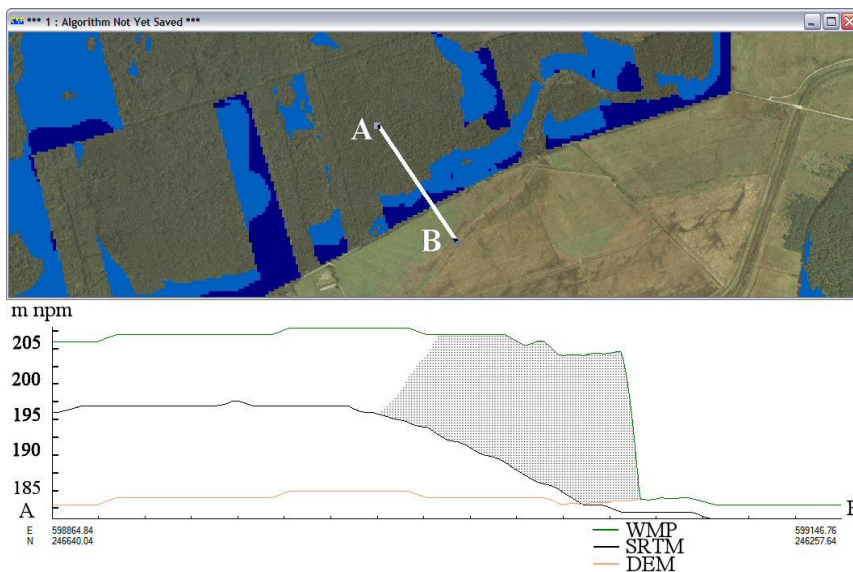 *** 1 : Algorithm Not Yet Saved ***
A
B
m npm
205
200
195
190
185
A
E 598864.84 599146.76
N 246640.04 246257.64
WMP
SRTM
DEM